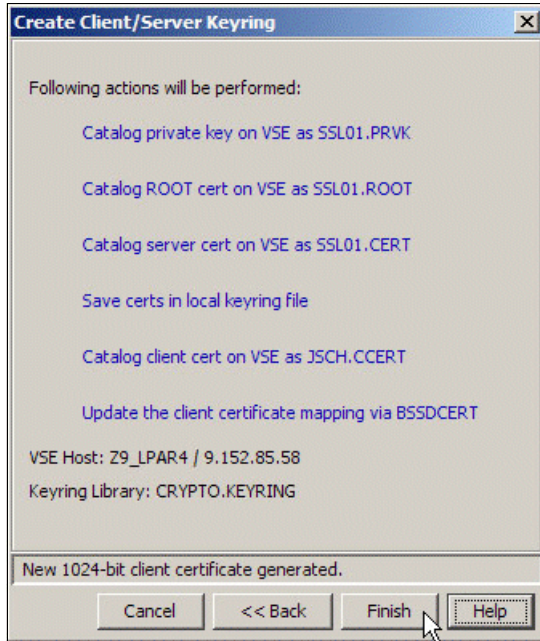 Create Client/Server Keyring
Following actions will be performed:
Catalog private key on VSE as SSL01.PRVK
Catalog ROOT cert on VSE as SSL01.ROOT
Catalog server cert on VSE as SSL01.CERT
Save certs in local keyring file
Catalog client cert on VSE as JSCH.CCERT
Update the client certificate mapping via BSSDCERT
VSE Host: Z9_LPAR4 / 9.152.85.58
Keyring Library: CRYPTO.KEYRING
New 1024-bit client certificate generated.
Cancel << Back Finish Help